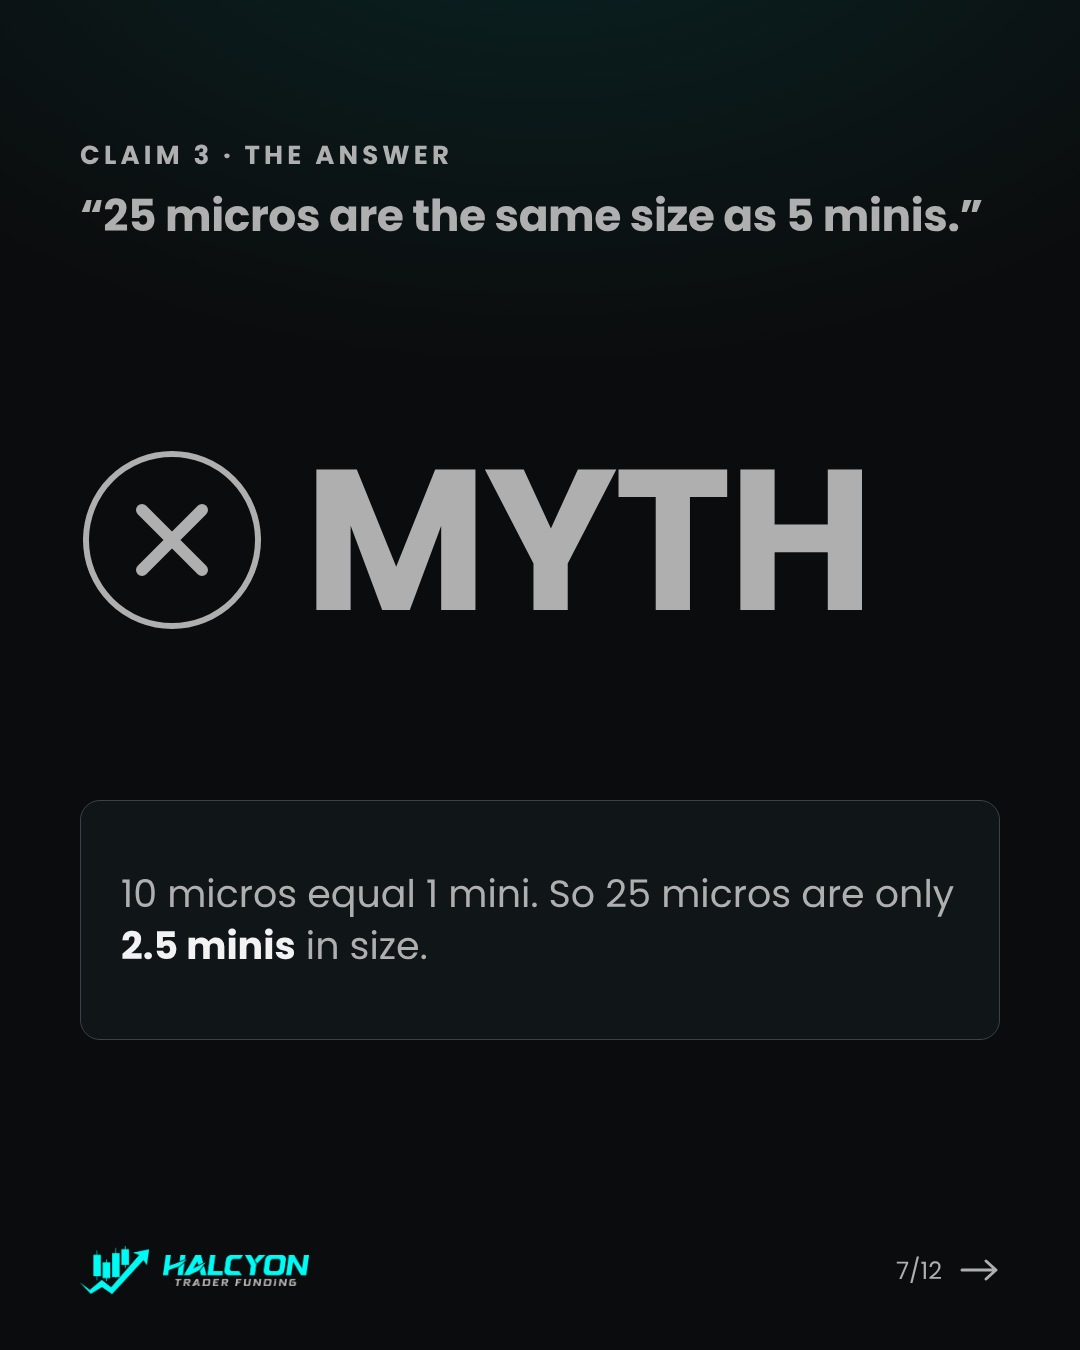 CLAIM 3 · THE ANSWER
“25 micros are the same size as 5 minis.”
MYTH
10 micros equal 1 mini. So 25 micros are only
2.5 minis in size.
HALCYON
TRADER FUNDING
7/12